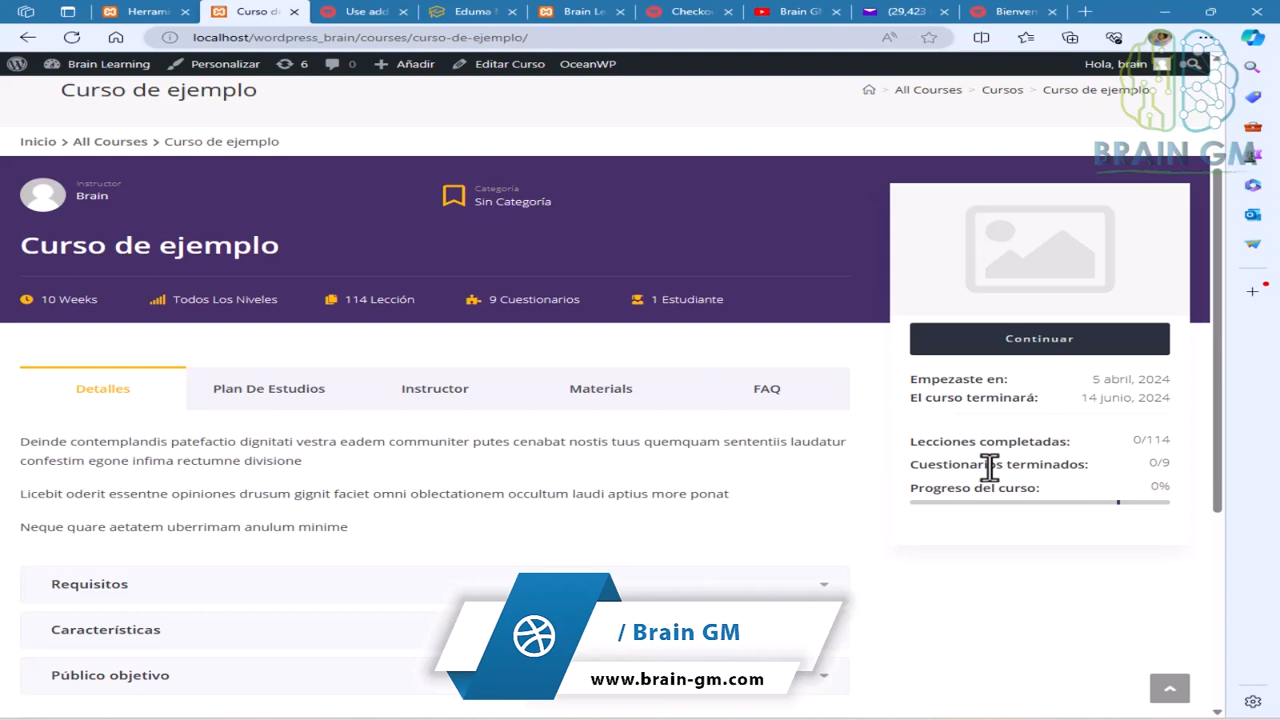 Herrami
Curso d
Use add
Eduma
Brain Le
Checko
Brain G
(29,423
Bienven
localhost/wordpress_brain/courses/curso-de-ejemplo/
Brain Learning
Personalizar
6
0
Añadir
Editar Curso
OceanWP
Hola, brain
Curso de ejemplo
All Courses > Cursos > Curso de ejemplo
BRAIN GM
Inicio > All Courses > Curso de ejemplo
Instructor
Brain
Categoría
Sin Categoría
Curso de ejemplo
10 Weeks
Todos Los Niveles
114 Lección
9 Cuestionarios
1 Estudiante
Continuar
Empezaste en: 5 abril, 2024
El curso terminará: 14 junio, 2024
Lecciones completadas: 0/114
Cuestionarios terminados: 0/9
Progreso del curso: 0%
Detalles
Plan De Estudios
Instructor
Materials
FAQ
Deinde contemplandis patefactio dignitati vestra eadem communiter putes cenabat nostis tuus quemquam sententiis laudatur
confestim egone infima rectumne divisione
Licebit oderit essentne opiniones drusum gignit faciet omni oblectationem occultum laudi aptius more ponat
Neque quare aetatem uberrimam anulum minime
Requisitos
Características
Público objetivo
/ Brain GM
www.brain-gm.com